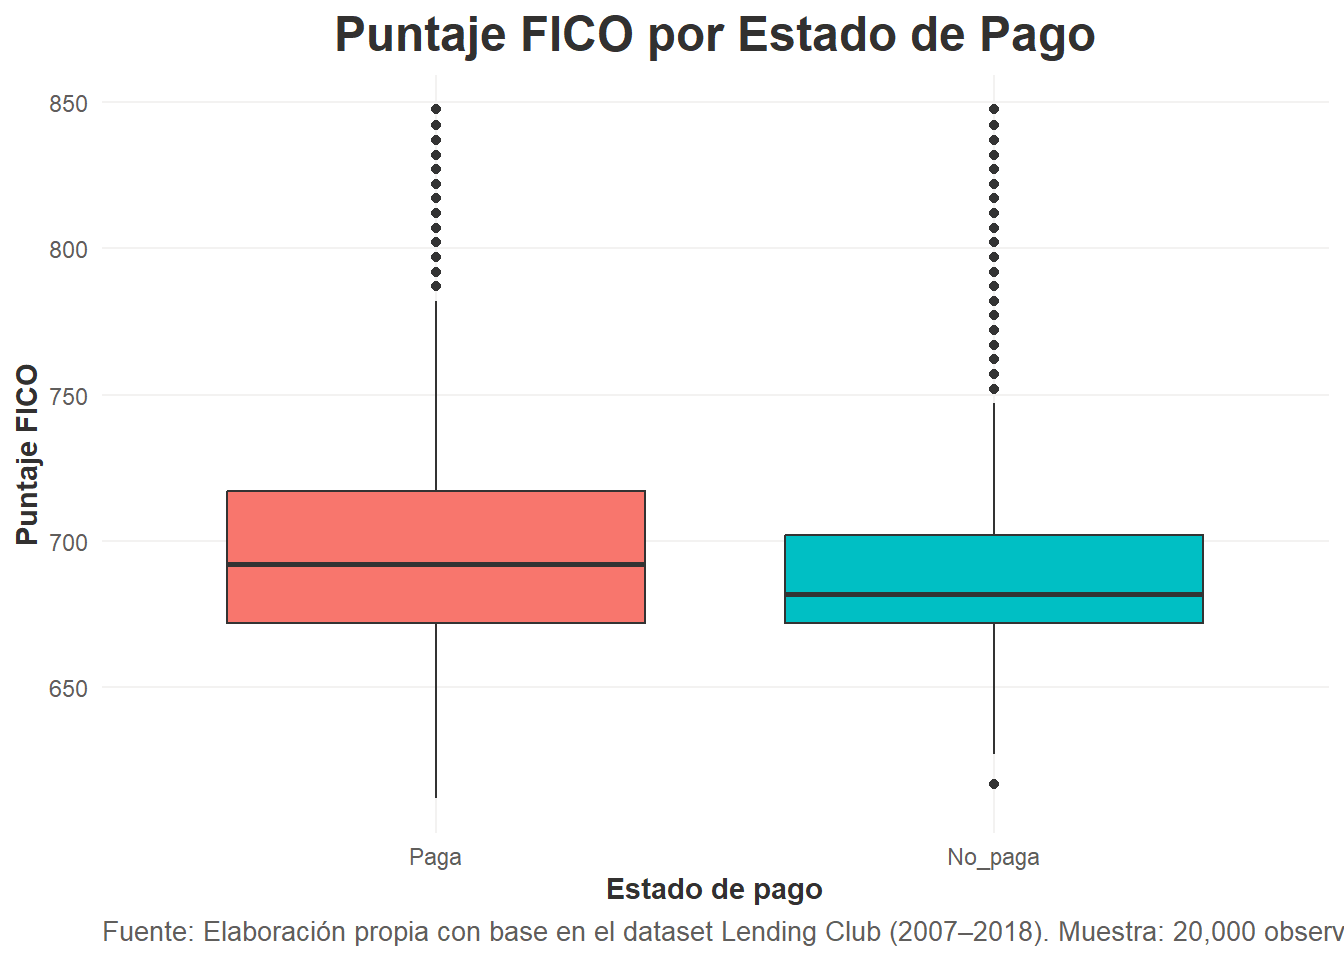 Puntaje FICO por Estado de Pago
Puntaje FICO
850
800
750
700
650
Paga
No_paga
Estado de pago
Fuente: Elaboración propia con base en el dataset Lending Club (2007–2018). Muestra: 20,000 observ